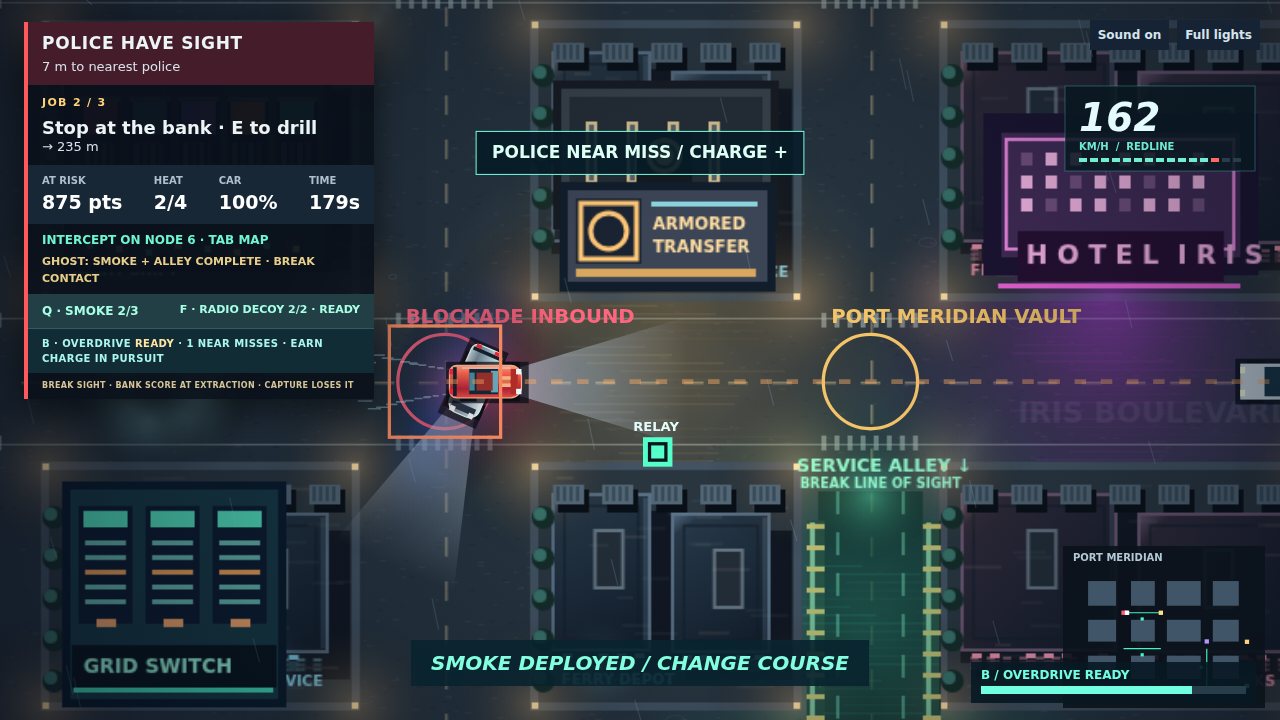 POLICE HAVE SIGHT
7 m to nearest police
JOB 2 / 3
Stop at the bank · E to drill
→ 235 m
AT RISK HEAT CAR TIME
875 pts 2/4 100% 179s
INTERCEPT ON NODE 6 · TAB MAP
GHOST: SMOKE + ALLEY COMPLETE · BREAK
CONTACT
Q · SMOKE 2/3 F · RADIO DECOY 2/2 · READY
B · OVERDRIVE READY · 1 NEAR MISSES · EARN
CHARGE IN PURSUIT
BREAK SIGHT · BANK SCORE AT EXTRACTION · CAPTURE LOSES IT
Sound on Full lights
162
KM/H / REDLINE
POLICE NEAR MISS / CHARGE +
ARMORED
TRANSFER
HOTEL IRIS
BLOCKADE INBOUND
PORT MERIDIAN VAULT
IRIS BOULEVARD
RELAY
SERVICE ALLEY ↓
BREAK LINE OF SIGHT
GRID SWITCH
VICE
FERRY DEPOT
SMOKE DEPLOYED / CHANGE COURSE
PORT MERIDIAN
B / OVERDRIVE READY